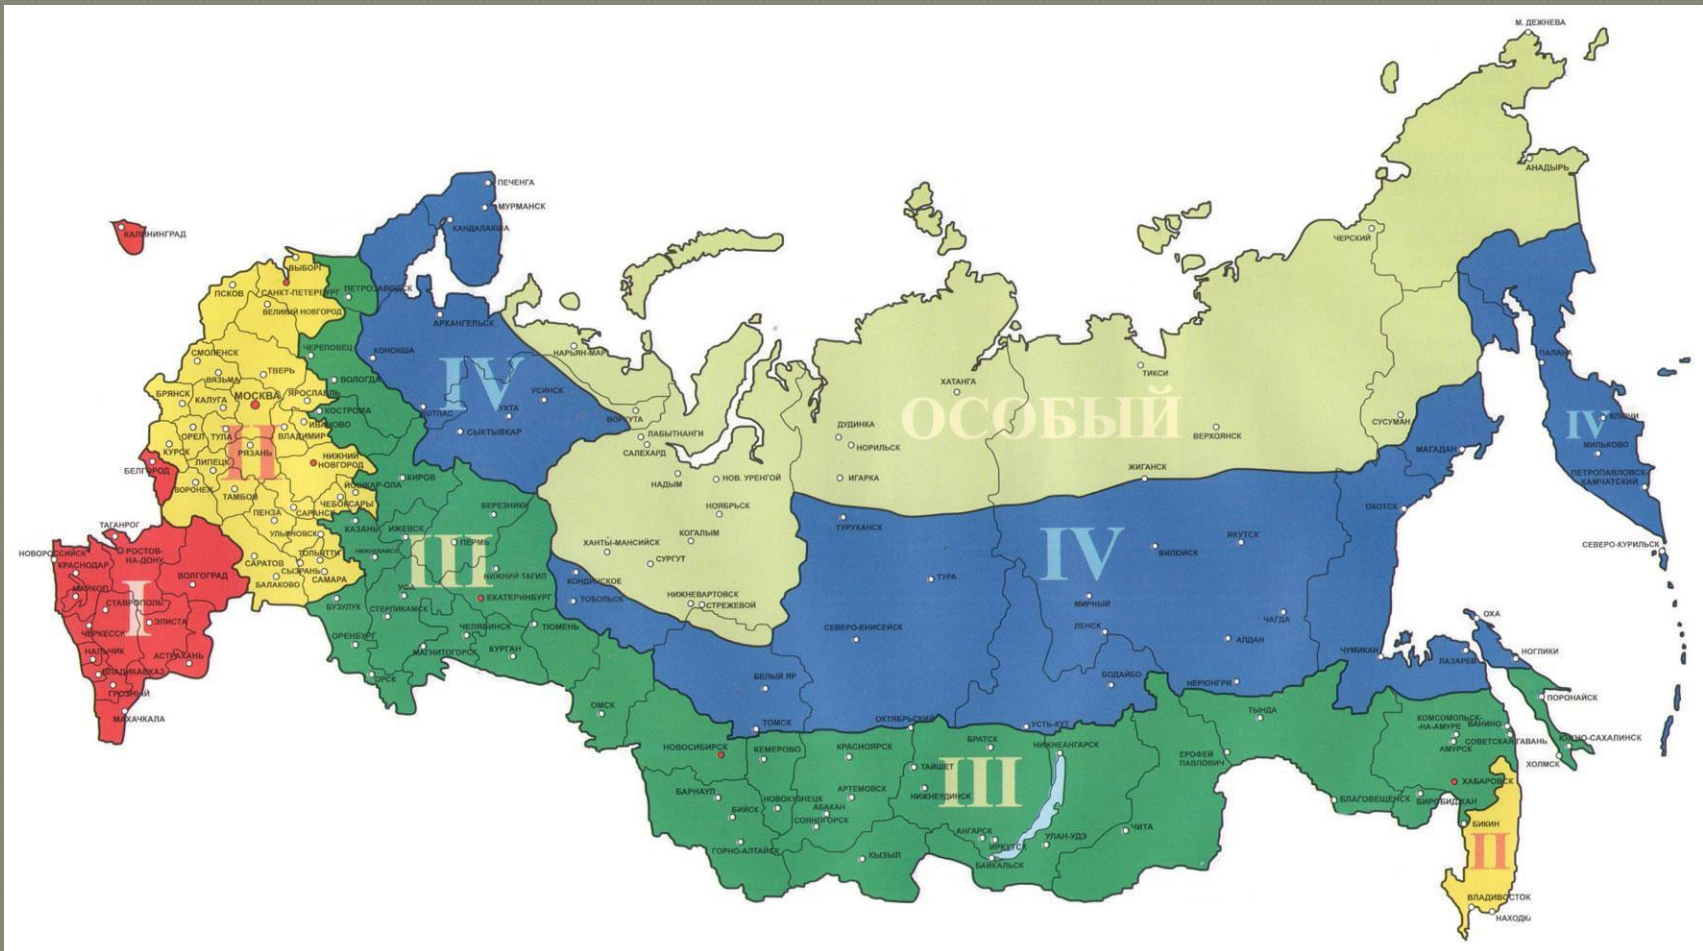 М. ДЕЖНЕВА
АНАДЫРЬ
ЧЕРСКИЙ
ПЕЧЕНГА
МУРМАНСК
КАНДАЛАКША
КАЛИНИНГРАД
ВЫБОРГ
ПСКОВ
САНКТ-ПЕТЕРБУРГ
ПЕТРОЗАВОДСК
ВЕЛИКИЙ НОВГОРОД
АРХАНГЕЛЬСК
СМОЛЕНСК
ЧЕРЕПОВЕЦ
КОНОКША
НАРЬЯН-МАР
ВЯЗЬМА
ТВЕРЬ
ВОЛОГДА
IV
УСИНСК
БРЯНСК
КАЛУГА
МОСКВА
ЯРОСЛАВЛЬ
КОСТРОМА
КОТЛАС
УХТА
ВОРКУТА
ИВАНОВО
СЫКТЫВКАР
ОРЕЛ
ТУЛА
ВЛАДИМИР
II
КУРСК
РЯЗАНЬ
ЛИПЕЦК
НИЖНИЙ
НОВГОРОД
БЕЛГОРОД
ВОРОНЕЖ
ТАМБОВ
ЙОШКАР-ОЛА
КИРОВ
ЧЕБОКСАРЫ
ПЕНЗА
САРАНСК
БЕРЕЗНИКИ
ТАГАНРОГ
КАЗАНЬ
ИЖЕВСК
УЛЬЯНОВСК
ПЕРМЬ
III
НОВОРОССИЙСК
РОСТОВ-
НА-ДОНУ
НИЖНЕКАМСК
КРАСНОДАР
ТОЛЬЯТТИ
САРАТОВ
СЫЗРАНЬ
САМАРА
БАЛАКОВО
ВОЛГОГРАД
НИЖНИЙ ТАГИЛ
МАЙКОП
УФА
ЕКАТЕРИНБУРГ
СТАВРОПОЛЬ
I
БУЗУЛУК
СТЕРЛИКАМСК
ЭЛИСТА
ЧЕРКЕССК
ОРЕНБУРГ
ЧЕЛЯБИНСК
ТЮМЕНЬ
НАЛЬЧИК
АСТРАХАНЬ
МАГНИТОГОРСК
КУРГАН
ВЛАДИКАВКАЗ
ОРСК
ГРОЗНЫЙ
МАХАЧКАЛА
ЛАБЫТНАНГИ
САЛЕХАРД
НАДЫМ
НОВ. УРЕНГОЙ
НОЯБРЬСК
КОГАЛЫМ
ХАНТЫ-МАНСИЙСК
СУРГУТ
КОНДИНСКОЕ
ТОБОЛЬСК
НИЖНЕВАРТОВСК
СТРЕЖЕВОЙ
ХАТАНГА
ТИКСИ
ОСОБЫЙ
ДУДИНКА
НОРИЛЬСК
ВЕРХОЯНСК
ИГАРКА
ЖИГАНСК
СУСУМАН
МАГАДАН
ПАЛАНА
КЛЮЧИ
IV
МИЛЬКОВО
ПЕТРОПАВЛОВСК-
КАМЧАТСКИЙ
СЕВЕРО-КУРИЛЬСК
ОХОТСК
ТУРУХАНСК
IV
ЯКУТСК
ВИЛЮЙСК
ТУРА
МИРНЫЙ
СЕВЕРО-ЕНИСЕЙСК
ЛЕНСК
ЧАГДА
АЛДАН
ОХА
ЧУМИКАН
ЛАЗАРЕВ
НОГЛИКИ
БЕЛЫЙ ЯР
БОДАЙБО
НЕРЮНГРИ
ПОРОНАЙСК
ОМСК
ТОМСК
ОКТЯБРЬСКИЙ
УСТЬ-КУТ
ТЫНДА
КОМСОМОЛЬСК-
НА-АМУРЕ
ВАНИНО
АМУРСК
СОВЕТСКАЯ ГАВАНЬ
ЮЖНО-САХАЛИНСК
ХОЛМСК
НОВОСИБИРСК
КЕМЕРОВО
КРАСНОЯРСК
БРАТСК
НИЖНЕАНГАРСК
ЕРОФЕЙ
ПАВЛОВИЧ
ТАЙШЕТ
III
ХАБАРОВСК
БАРНАУЛ
НОВОКУЗНЕЦК
АРТЕМОВСК
НИЖНЕУДИНСК
БЛАГОВЕЩЕНСК
БИРОБИДЖАН
БИЙСК
АБАКАН
САЯНОГОРСК
БИКИН
АНГАРСК
ИРКУТСК
УЛАН-УДЭ
ЧИТА
ГОРНО-АЛТАЙСК
КЫЗЫЛ
БАЙКАЛЬСК
II
ВЛАДИВОСТОК
НАХОДК